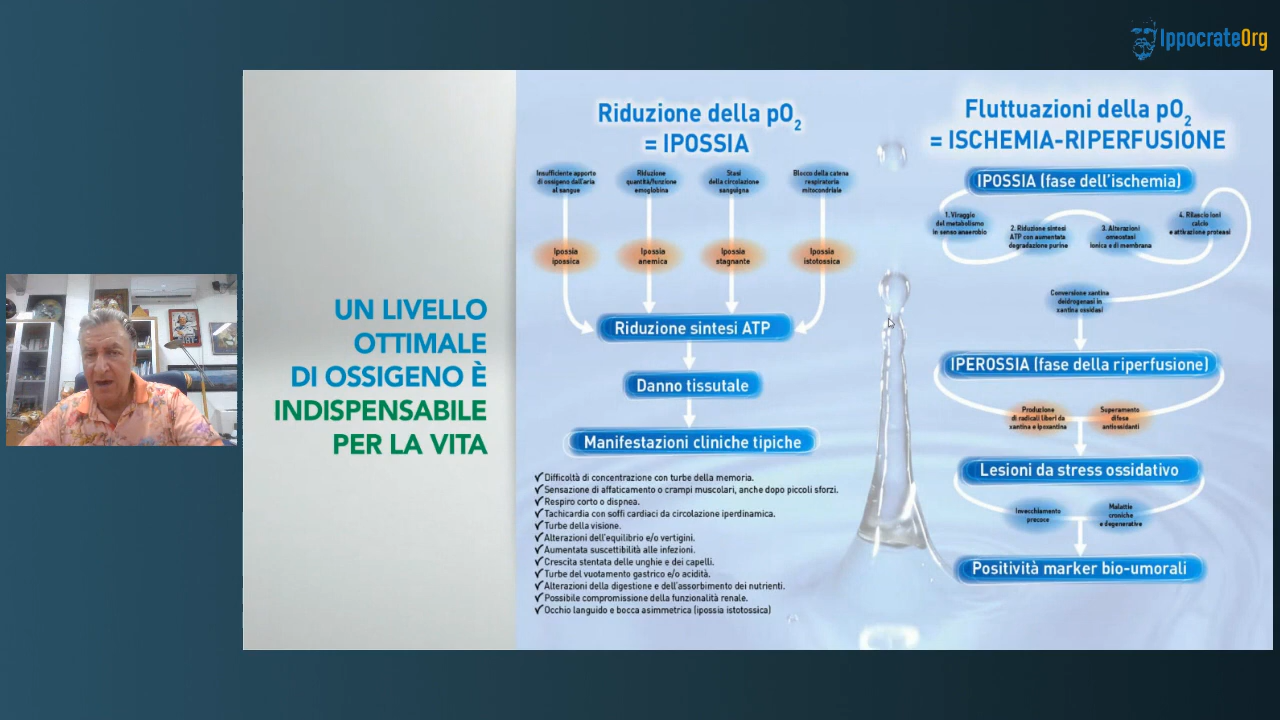 IppocrateOrg
UN LIVELLO
OTTIMALE
DI OSSIGENO È
INDISPENSABILE
PER LA VITA
Riduzione della pO2
= IPOSSIA
Insufficiente apporto
di ossigeno dall'aria
al sangue
Riduzione
quantità/funzione
emoglobina
Stasi
della circolazione
sanguigna
Blocco della catena
respiratoria
mitocondriale
Ipossia
ipossica
Ipossia
anemica
Ipossia
stagnante
Ipossia
istotossica
Riduzione sintesi ATP
Danno tissutale
Manifestazioni cliniche tipiche
✓ Difficoltà di concentrazione con turbe della memoria.
✓ Sensazione di affaticamento o crampi muscolari, anche dopo piccoli sforzi.
✓ Respiro corto o dispnea.
✓ Tachicardia con soffi cardiaci da circolazione iperdinamica.
✓ Turbe della visione.
✓ Alterazioni dell'equilibrio e/o vertigini.
✓ Aumentata suscettibilità alle infezioni.
✓ Crescita stentata delle unghie e dei capelli.
✓ Turbe del vuotamento gastrico e/o acidità.
✓ Alterazioni della digestione e dell'assorbimento dei nutrienti.
✓ Possibile compromissione della funzionalità renale.
✓ Occhio languido e bocca asimmetrica (ipossia istotossica)
Fluttuazioni della pO2
= ISCHEMIA-RIPERFUSIONE
IPOSSIA (fase dell'ischemia)
1. Viraggio
del metabolismo
in senso anaerobio
2. Riduzione sintesi
ATP con aumentata
degradazione purine
3. Alterazioni
omeostasi
ionica e di membrana
4. Rilascio ioni
calcio
e attivazione proteasi
Conversione xantina
deidrogenasi in
xantina ossidasi
IPEROSSIA (fase della riperfusione)
Produzione
di radicali liberi da
xantina e ipoxantina
Superamento
difese
antiossidanti
Lesioni da stress ossidativo
Invecchiamento
precoce
Malattie
croniche
e degenerative
Positività marker bio-umorali